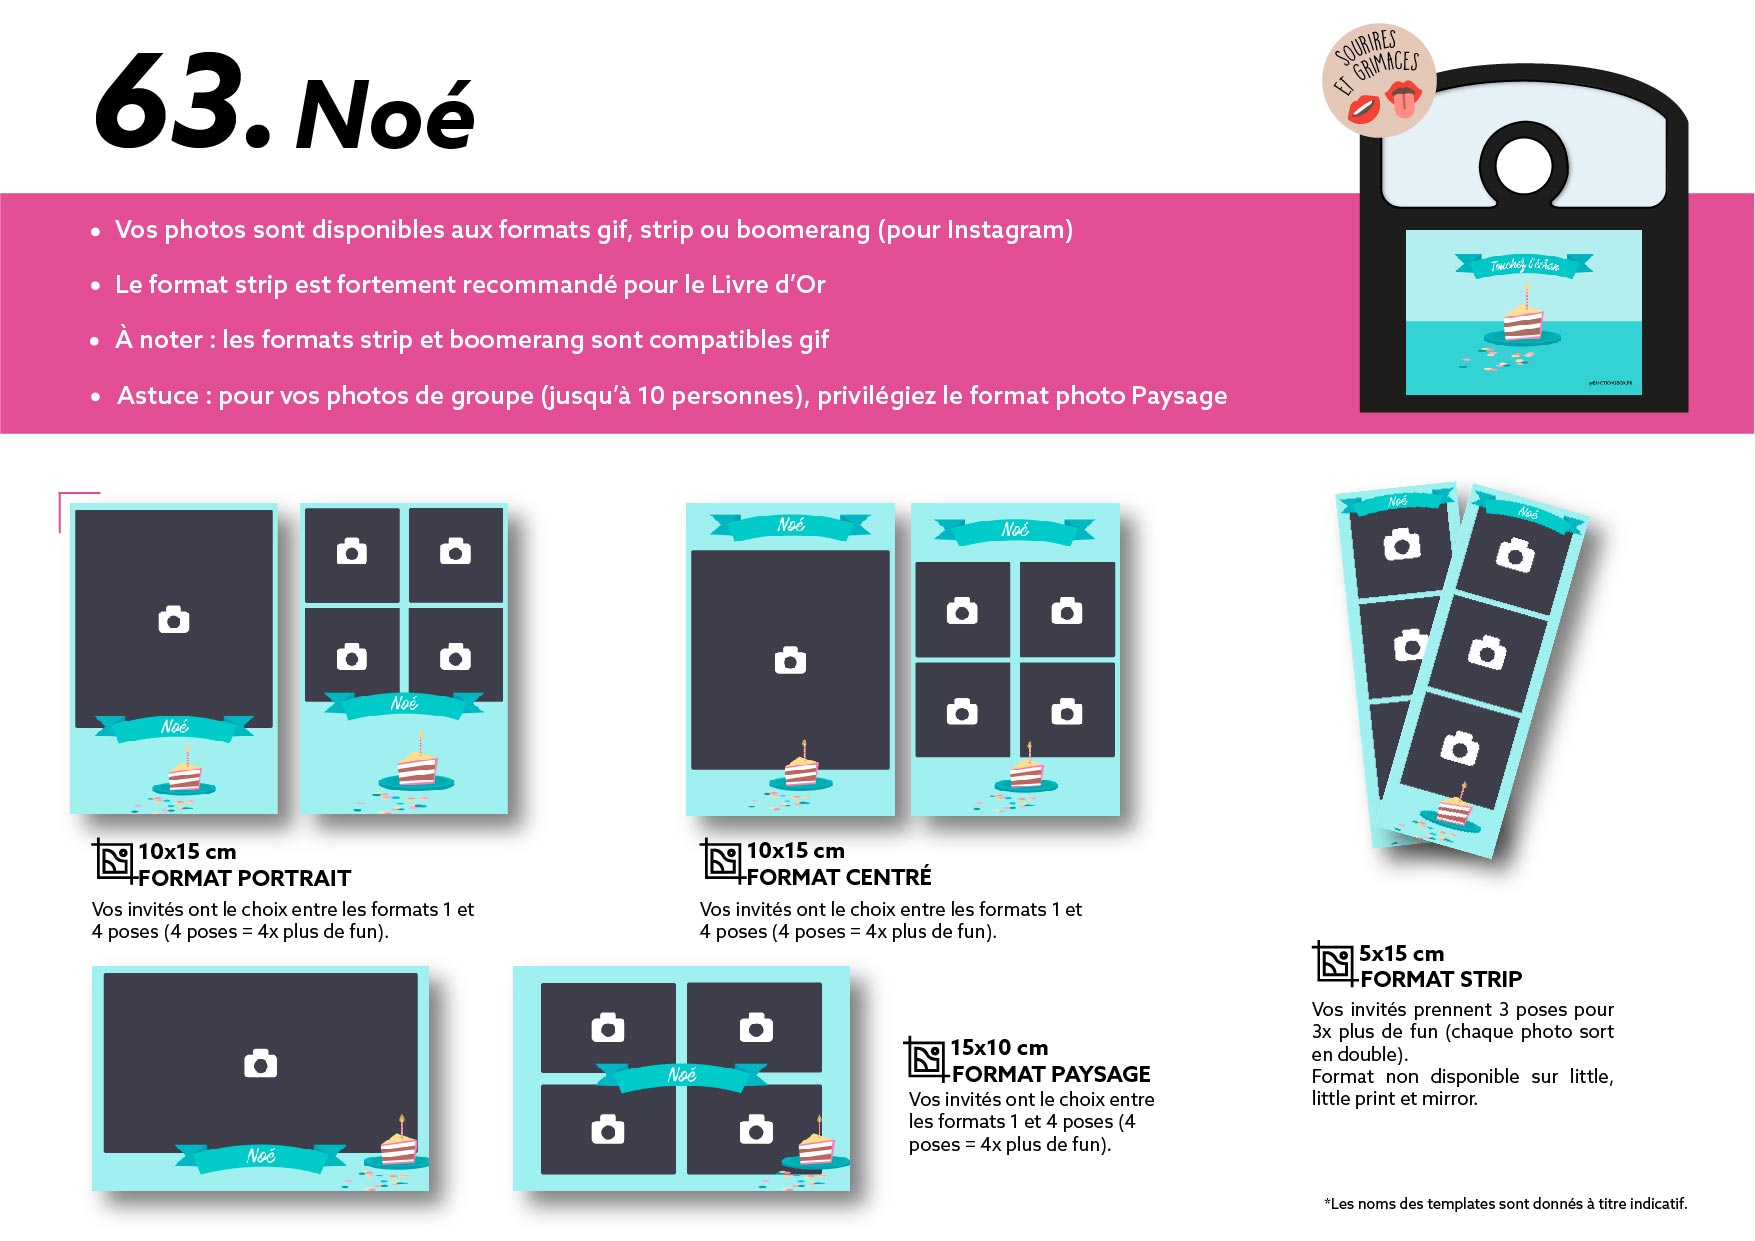 63. Noé
SOURIRES
ET GRIMACES
• Vos photos sont disponibles aux formats gif, strip ou boomerang (pour Instagram)
• Le format strip est fortement recommandé pour le Livre d'Or
• À noter : les formats strip et boomerang sont compatibles gif
• Astuce : pour vos photos de groupe (jusqu'à 10 personnes), privilégiez le format photo Paysage
Touchez l'écran
Noé
Noé
Noé
Noé
Noé
Noé
10x15 cm
FORMAT PORTRAIT
Vos invités ont le choix entre les formats 1 et
4 poses (4 poses = 4x plus de fun).
10x15 cm
FORMAT CENTRÉ
Vos invités ont le choix entre les formats 1 et
4 poses (4 poses = 4x plus de fun).
5x15 cm
FORMAT STRIP
Vos invités prennent 3 poses pour
3x plus de fun (chaque photo sort
en double).
Format non disponible sur little,
little print et mirror.
Noé
Noé
15x10 cm
FORMAT PAYSAGE
Vos invités ont le choix entre
les formats 1 et 4 poses (4
poses = 4x plus de fun).
*Les noms des templates sont donnés à titre indicatif.